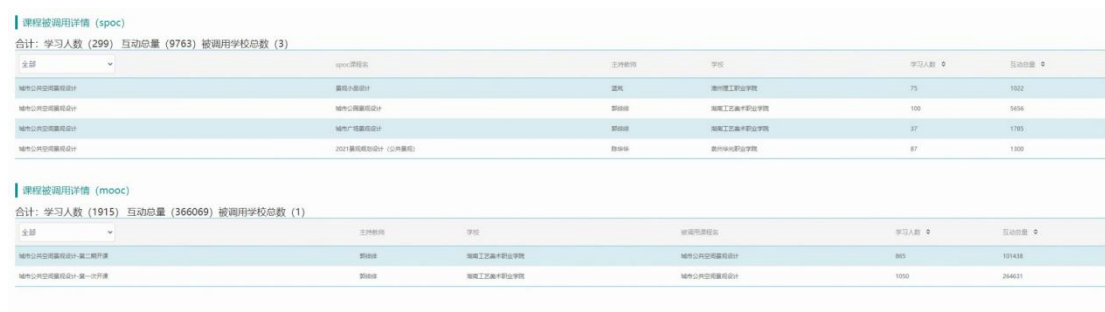 课程被调用详情（spoc）
合计：学习人数（299） 互动总量（9763）被调用学校总数（3）
全部 spoc课程名 主持教师 学校 学习人数 互动总量
城市公共空间景观设计 景观小品设计 漳州理工职业学院 75 1022
城市公共空间景观设计 城市公园景观设计 湖南工艺美术职业学院 100 5656
城市公共空间景观设计 城市广场景观设计 湖南工艺美术职业学院 37 1785
城市公共空间景观设计 2021景观规划设计（公共景观） 泉州华光职业学院 87 1300
课程被调用详情（mooc）
合计：学习人数（1915） 互动总量（366069）被调用学校总数（1）
全部 主持教师 学校 被调用课程名 学习人数 互动总量
城市公共空间景观设计-第二期开课 湖南工艺美术职业学院 城市公共空间景观设计 865 101438
城市公共空间景观设计-第一次开课 湖南工艺美术职业学院 城市公共空间景观设计 1050 264631